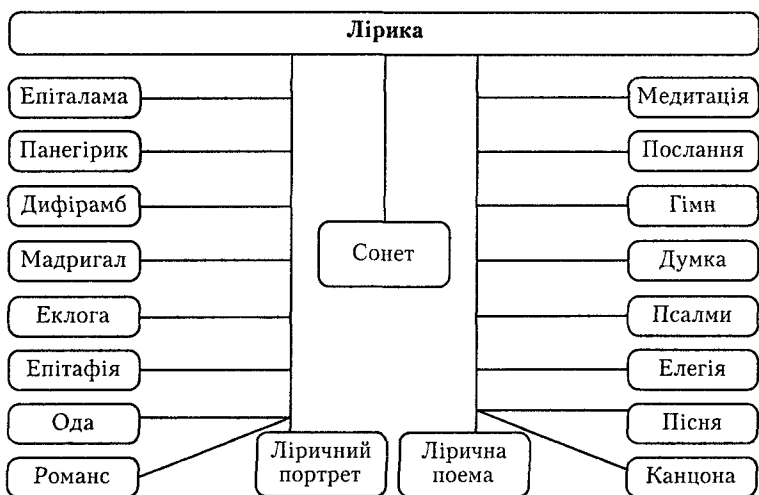 Лірика
Епіталама
Панегірик
Дифірамб
Мадригал
Еклога
Епітафія
Ода
Романс
Сонет
Ліричний
портрет
Лірична
поема
Медитація
Послання
Гімн
Думка
Псалми
Елегія
Пісня
Канцона